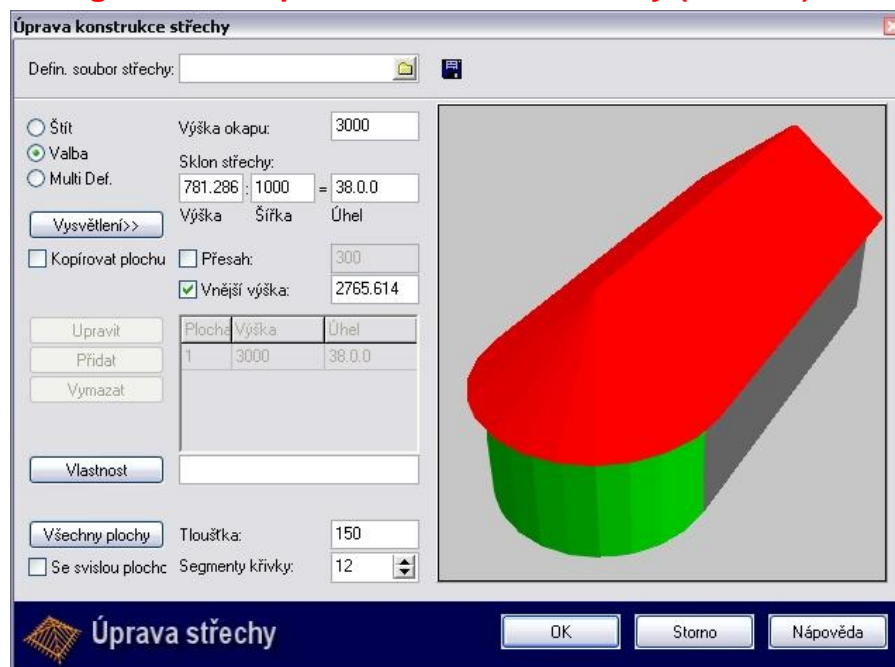 Úprava konstrukce střechy
Defin. soubor střechy:
Štít
Valba
Multi Def.
Výška okapu: 3000
Sklon střechy:
781.286 : 1000 = 38.0.0
Výška Šířka Úhel
Vysvětlení>>
Kopírovat plochu
Přesah: 300
Vnější výška: 2765.614
Upravit
Přidat
Vymazat
Plocha Výška Úhel
1 3000 38.0.0
Vlastnost
Všechny plochy
Tloušťka: 150
Se svislou plochc
Segmenty křivky: 12
Úprava střechy
OK Storno Nápověda